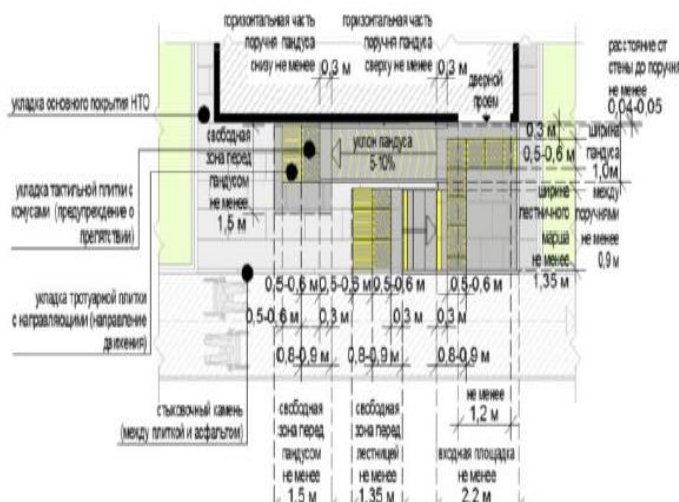 горизонтальная часть
поручня пандуса
снизу не менее
0,3 м
горизонтальная часть
поручня пандуса
сверху не менее
0,3 м
дверной
проем
расстояние от
стены до поручня
не менее
0,04-0,05
укладка основного покрытия НТО
свободная
зона перед
пандусом
не менее
1,5 м
уклон пандуса
5-10%
0,3 м
0,5-0,6 м
ширина
пандуса
1,0м
между
поручнями
не менее
0,9 м
ширина
лестничного
марша
не менее
1,35 м
укладка тактильной плитки с
конусами (предупреждение о
препятствии)
укладка тротуарной плитки
с направляющими (направление
движения)
стыковочный камень
(между плиткой и асфальтом)
0,5-0,6 м
0,5-0,6 м
0,5-0,6 м
0,5-0,6 м
0,3 м
0,3 м
0,3 м
0,8-0,9 м
0,8-0,9 м
0,8-0,9 м
не менее
1,2 м
свободная
зона перед
пандусом
не менее
1,5 м
свободная
зона перед
лестницей
не менее
1,35 м
входная площадка
не менее
2,2 м